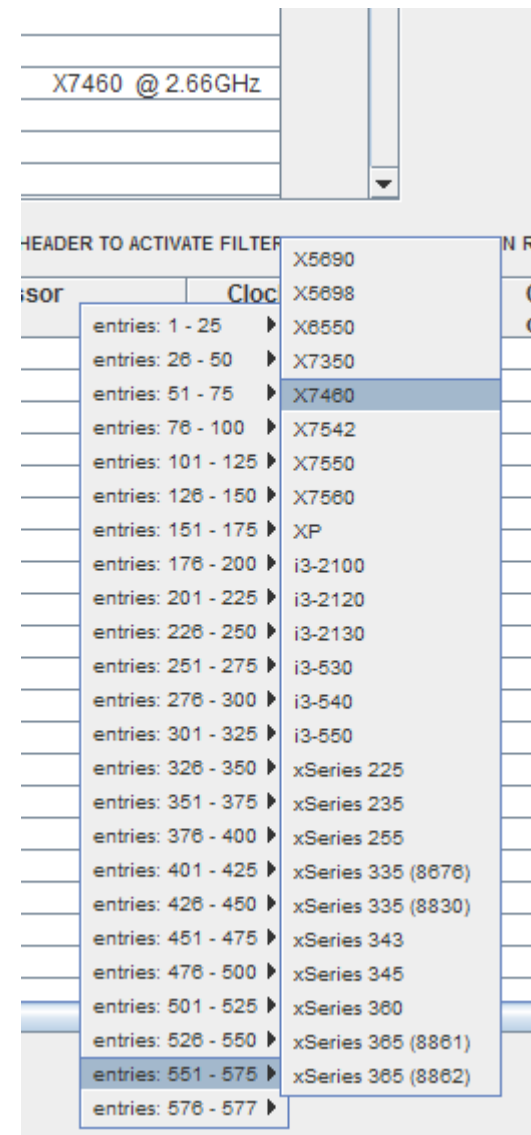 X7460 @ 2.66GHz
HEADER TO ACTIVATE FILTER
N R
ssor
Cloc
entries: 1 - 25
entries: 26 - 50
entries: 51 - 75
entries: 76 - 100
entries: 101 - 125
entries: 126 - 150
entries: 151 - 175
entries: 176 - 200
entries: 201 - 225
entries: 226 - 250
entries: 251 - 275
entries: 276 - 300
entries: 301 - 325
entries: 326 - 350
entries: 351 - 375
entries: 376 - 400
entries: 401 - 425
entries: 426 - 450
entries: 451 - 475
entries: 476 - 500
entries: 501 - 525
entries: 526 - 550
entries: 551 - 575
entries: 576 - 577
X5690
X5698
X6550
X7350
X7460
X7542
X7550
X7560
XP
i3-2100
i3-2120
i3-2130
i3-530
i3-540
i3-550
xSeries 225
xSeries 235
xSeries 255
xSeries 335 (8676)
xSeries 335 (8830)
xSeries 343
xSeries 345
xSeries 360
xSeries 365 (8861)
xSeries 365 (8862)